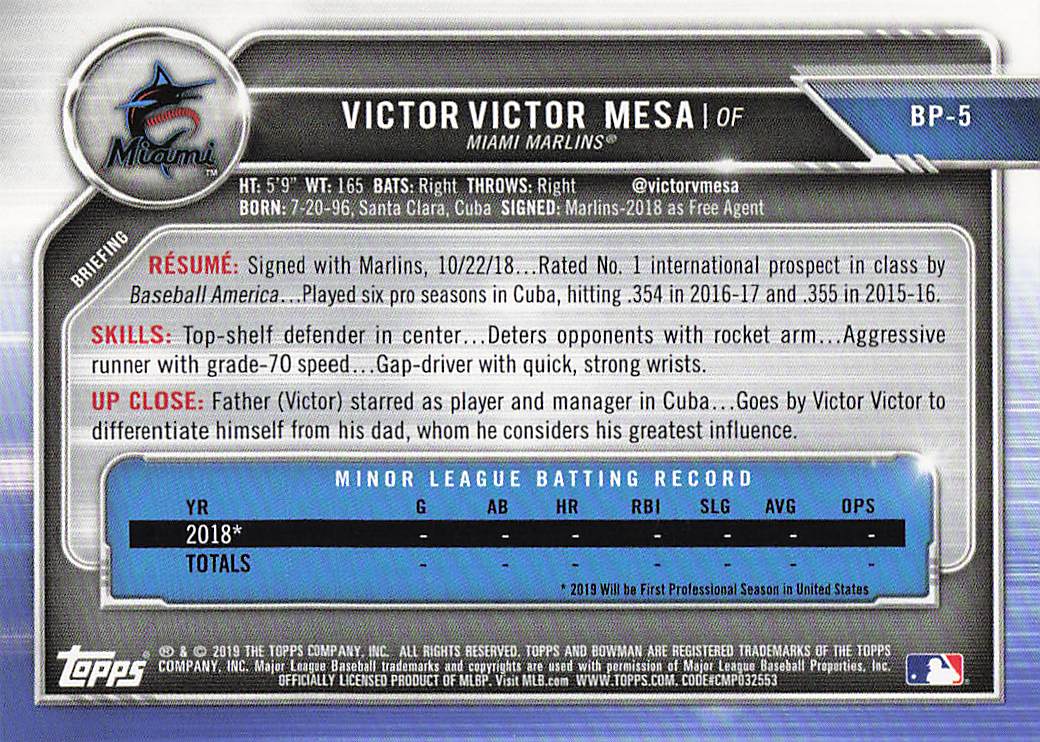 Miami™
VICTOR VICTOR MESA | OF
MIAMI MARLINS®
BP-5
HT: 5'9" WT: 165 BATS: Right THROWS: Right @victorvmesa
BORN: 7-20-96, Santa Clara, Cuba SIGNED: Marlins-2018 as Free Agent
BRIEFING
RÉSUMÉ: Signed with Marlins, 10/22/18...Rated No. 1 international prospect in class by
Baseball America...Played six pro seasons in Cuba, hitting .354 in 2016-17 and .355 in 2015-16.
SKILLS: Top-shelf defender in center...Deters opponents with rocket arm...Aggressive
runner with grade-70 speed...Gap-driver with quick, strong wrists.
UP CLOSE: Father (Victor) starred as player and manager in Cuba...Goes by Victor Victor to
differentiate himself from his dad, whom he considers his greatest influence.
MINOR LEAGUE BATTING RECORD
YR G AB HR RBI SLG AVG OPS
2018* - - - - - - -
TOTALS - - - - - - -
* 2019 Will be First Professional Season in United States
TOPPS®
® & © 2019 THE TOPPS COMPANY, INC. ALL RIGHTS RESERVED. TOPPS AND BOWMAN ARE REGISTERED TRADEMARKS OF THE TOPPS
COMPANY, INC. Major League Baseball trademarks and copyrights are used with permission of Major League Baseball Properties, Inc.
OFFICIALLY LICENSED PRODUCT OF MLBP. Visit MLB.com WWW.TOPPS.COM. CODE#CMP032553